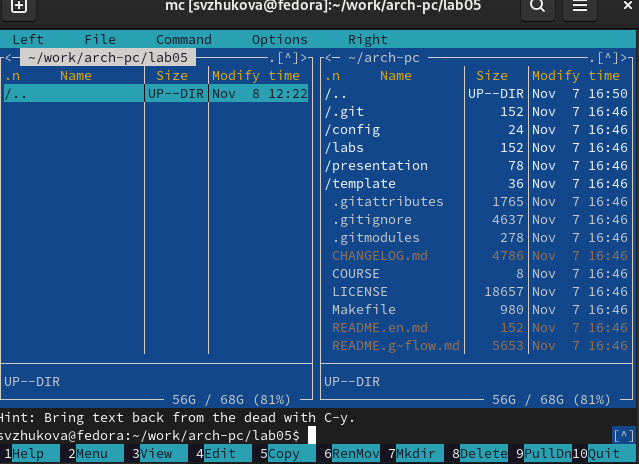 mc [svzhukova@fedora]:~/work/arch-pc/lab05
Left File Command Options Right
<— ~/work/arch-pc/lab05 .[^]> <— ~/arch-pc .[^]>
.n Name Size Modify time .n Name Size Modify time
/.. UP--DIR Nov 8 12:22 /.. UP--DIR Nov 7 16:50
/.git 152 Nov 7 16:46
/config 24 Nov 7 16:46
/labs 152 Nov 7 16:46
/presentation 78 Nov 7 16:46
/template 36 Nov 7 16:46
.gitattributes 1765 Nov 7 16:46
.gitignore 4637 Nov 7 16:46
.gitmodules 278 Nov 7 16:46
CHANGELOG.md 4786 Nov 7 16:46
COURSE 8 Nov 7 16:46
LICENSE 18657 Nov 7 16:46
Makefile 980 Nov 7 16:46
README.en.md 152 Nov 7 16:46
README.g~flow.md 5653 Nov 7 16:46
UP--DIR UP--DIR
56G / 68G (81%) 56G / 68G (81%)
Hint: Bring text back from the dead with C-y.
svzhukova@fedora:~/work/arch-pc/lab05$ [^]
1Help 2Menu 3View 4Edit 5Copy 6RenMov 7Mkdir 8Delete 9PullDn 10Quit